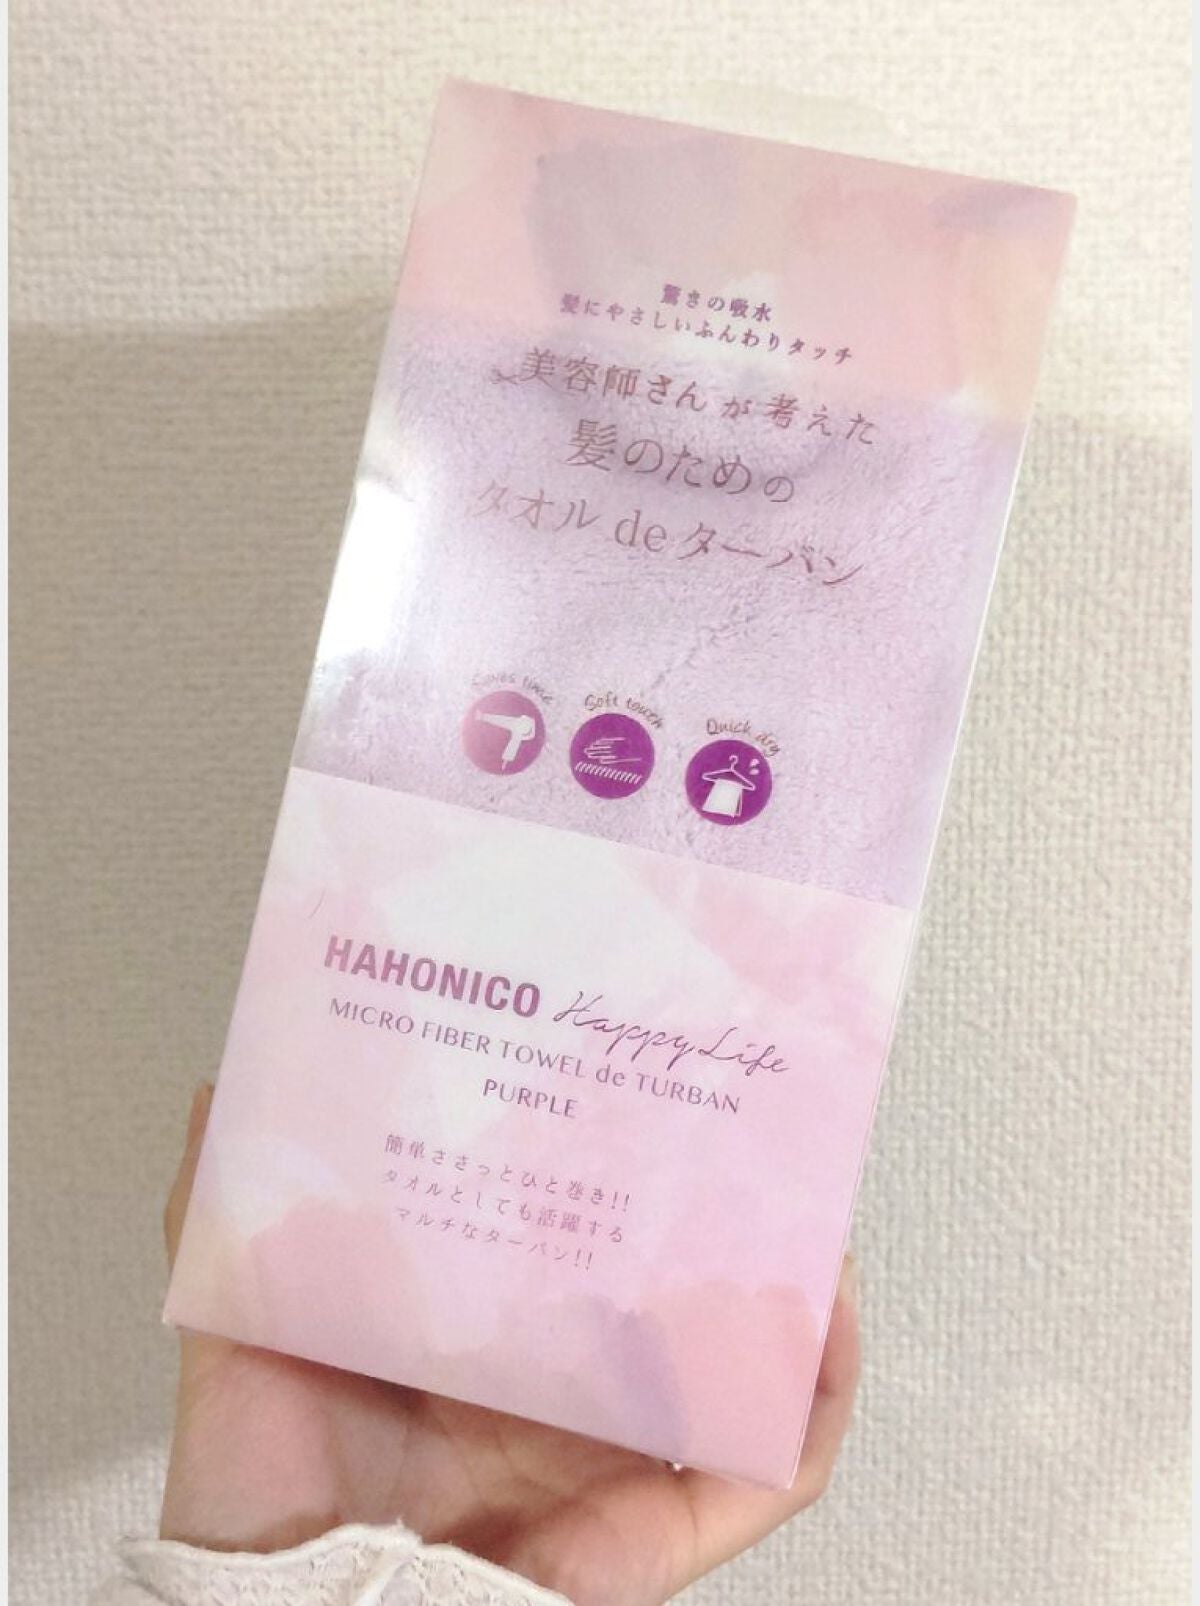 驚きの吸水
髪にやさしいふんわりタッチ
美容師さんが考えた
髪のための
タオル de ターバン
Saves time
Soft touch
Quick dry
HAHONICO Happy Life
MICRO FIBER TOWEL de TURBAN
PURPLE
簡単ささっとひと巻き!!
タオルとしても活躍する
マルチなターバン!!